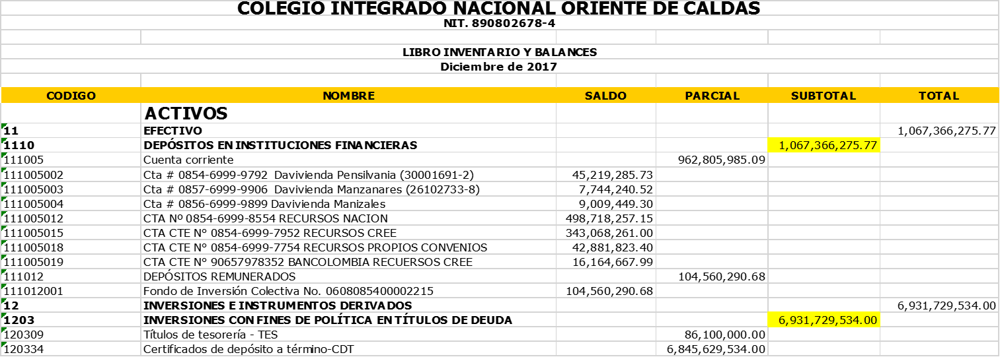 COLEGIO INTEGRADO NACIONAL ORIENTE DE CALDAS
NIT. 890802678-4
LIBRO INVENTARIO Y BALANCES
Diciembre de 2017
CODIGO NOMBRE SALDO PARCIAL SUBTOTAL TOTAL
ACTIVOS
11 EFECTIVO 1,067,366,275.77
1110 DEPÓSITOS EN INSTITUCIONES FINANCIERAS 1,067,366,275.77
111005 Cuenta corriente 962,805,985.09
111005002 Cta # 0854-6999-9792 Davivienda Pensilvania (30001691-2) 45,219,285.73
111005003 Cta # 0857-6999-9906 Davivienda Manzanares (26102733-8) 7,744,240.52
111005004 Cta # 0856-6999-9899 Davivienda Manizales 9,009,449.30
111005012 CTA Nº 0854-6999-8554 RECURSOS NACION 498,718,257.15
111005015 CTA CTE N° 0854-6999-7952 RECURSOS CREE 343,068,261.00
111005018 CTA CTE N° 0854-6999-7754 RECURSOS PROPIOS CONVENIOS 42,881,823.40
111005019 CTA CTE N° 90657978352 BANCOLOMBIA RECUERSOS CREE 16,164,667.99
111012 DEPÓSITOS REMUNERADOS 104,560,290.68
111012001 Fondo de Inversión Colectiva No. 0608085400002215 104,560,290.68
12 INVERSIONES E INSTRUMENTOS DERIVADOS 6,931,729,534.00
1203 INVERSIONES CON FINES DE POLÍTICA EN TÍTULOS DE DEUDA 6,931,729,534.00
120309 Títulos de tesorería - TES 86,100,000.00
120334 Certificados de depósito a término-CDT 6,845,629,534.00